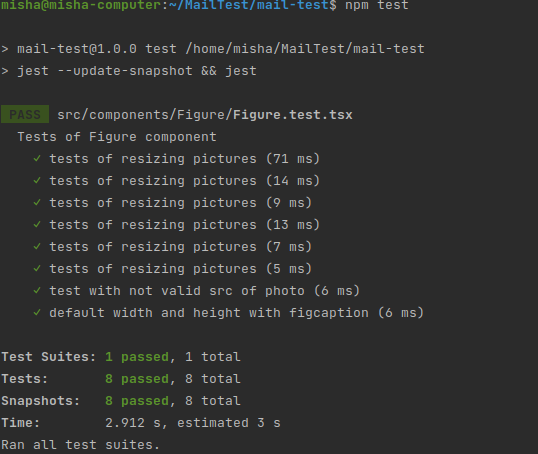 misha@misha-computer:~/MailTest/mail-test$ npm test
> mail-test@1.0.0 test /home/misha/MailTest/mail-test
> jest --update-snapshot && jest
PASS src/components/Figure/Figure.test.tsx
Tests of Figure component
✓ tests of resizing pictures (71 ms)
✓ tests of resizing pictures (14 ms)
✓ tests of resizing pictures (9 ms)
✓ tests of resizing pictures (13 ms)
✓ tests of resizing pictures (7 ms)
✓ tests of resizing pictures (5 ms)
✓ test with not valid src of photo (6 ms)
✓ default width and height with figcaption (6 ms)
Test Suites: 1 passed, 1 total
Tests: 8 passed, 8 total
Snapshots: 8 passed, 8 total
Time: 2.912 s, estimated 3 s
Ran all test suites.